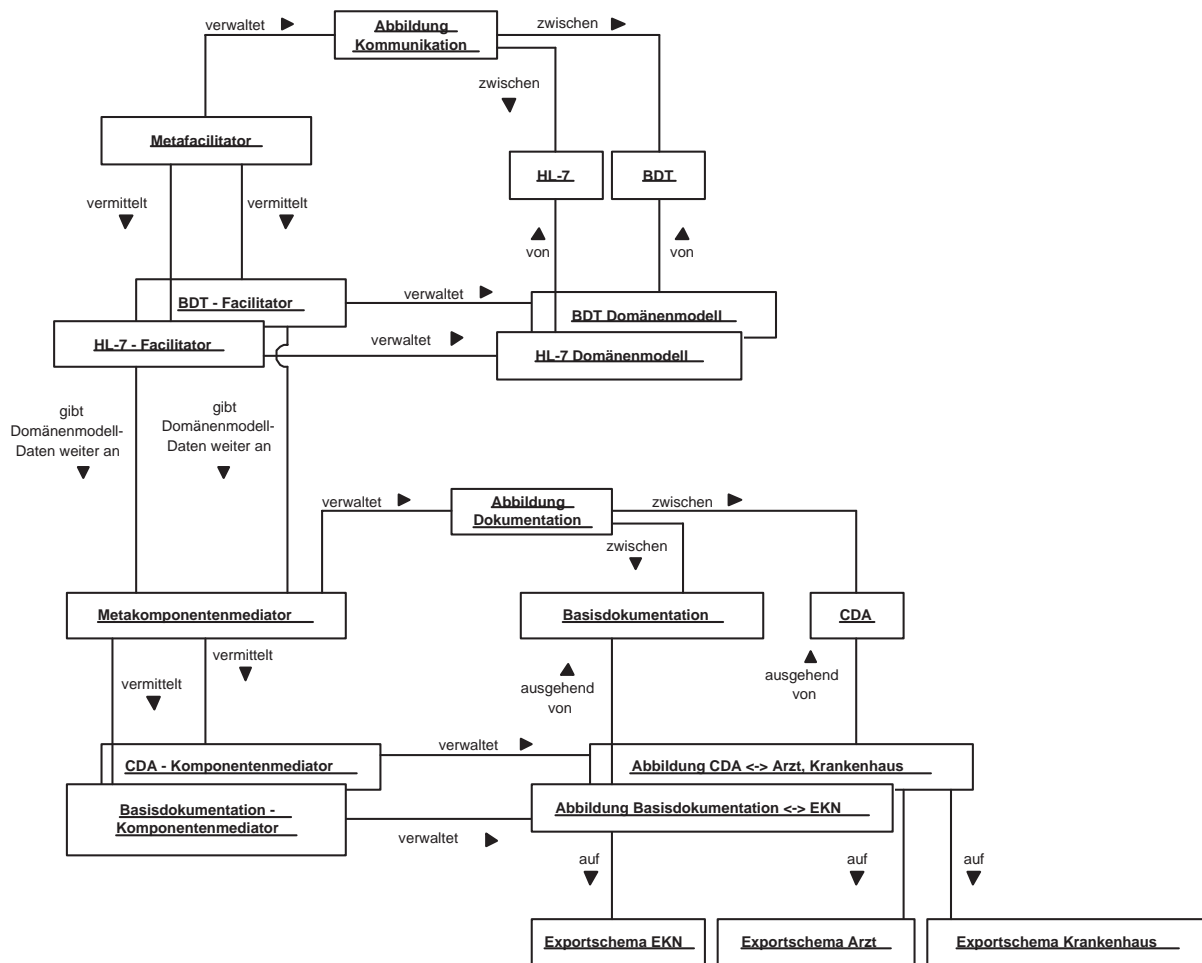 verwaltet
Abbildung
Kommunikation
zwischen
zwischen
Metafacilitator
HL-7
BDT
vermittelt
vermittelt
von
von
BDT - Facilitator
verwaltet
BDT Domänenmodell
HL-7 - Facilitator
verwaltet
HL-7 Domänenmodell
gibt
Domänenmodell-
Daten weiter an
gibt
Domänenmodell-
Daten weiter an
verwaltet
Abbildung
Dokumentation
zwischen
zwischen
Metakomponentenmediator
Basisdokumentation
CDA
vermittelt
vermittelt
ausgehend
von
ausgehend
von
CDA - Komponentenmediator
verwaltet
Abbildung CDA <-> Arzt, Krankenhaus
Basisdokumentation -
Komponentenmediator
verwaltet
Abbildung Basisdokumentation <-> EKN
auf
auf
auf
Exportschema EKN
Exportschema Arzt
Exportschema Krankenhaus